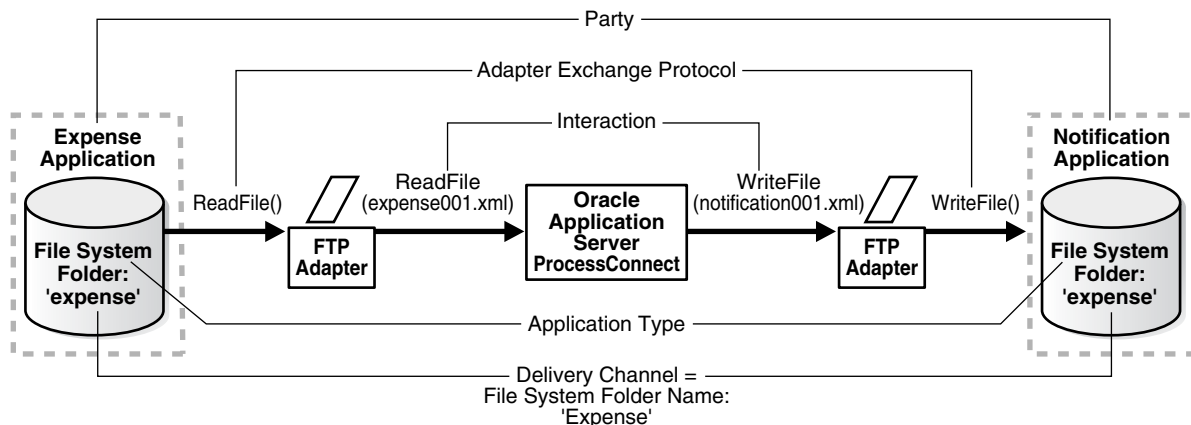 Party
Adapter Exchange Protocol
Interaction
Expense
Application
Notification
Application
ReadFile()
ReadFile
(expense001.xml)
WriteFile
(notification001.xml)
WriteFile()
File System
Folder:
'expense'
FTP
Adapter
Oracle
Application
Server
ProcessConnect
FTP
Adapter
File System
Folder:
'expense'
Application Type
Delivery Channel =
File System Folder Name:
'Expense'